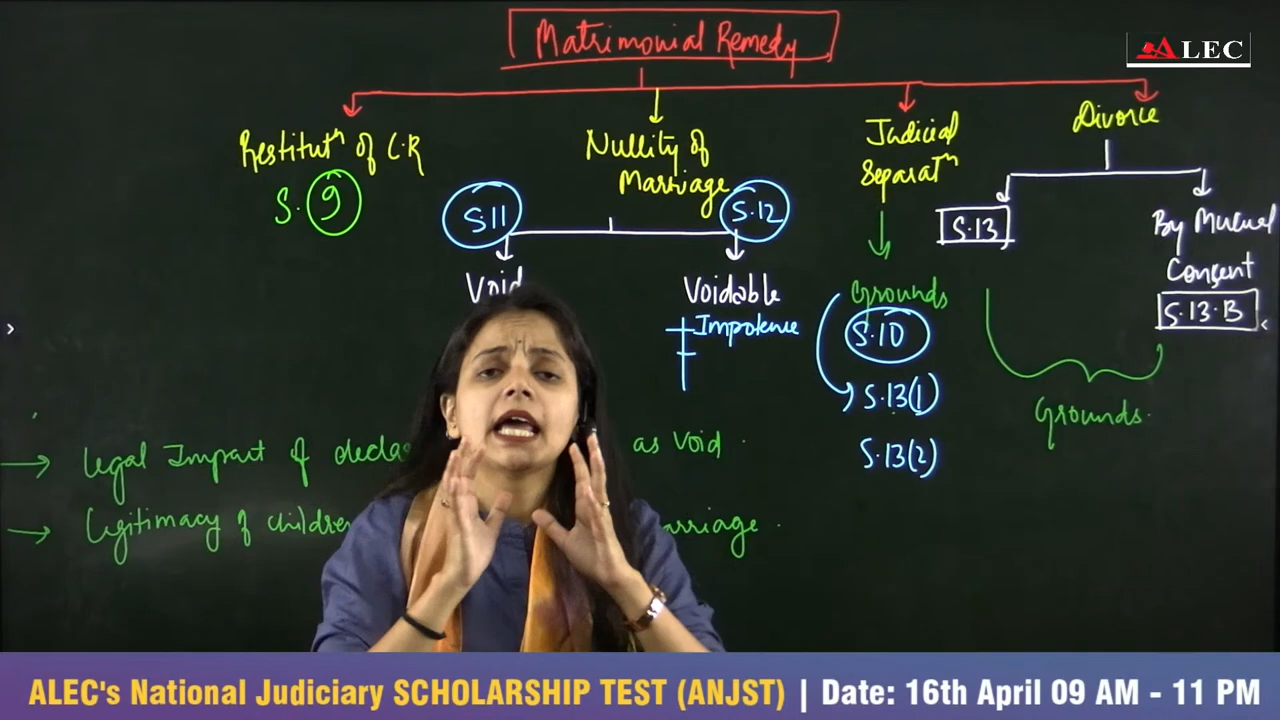 Matrimonial Remedy
ALEC
Restitutⁿ of C.R
S. 9
Nullity of
Marriage
S.11
S.12
Void
Voidable
Impotence
Judicial
Separatⁿ
Grounds
S.10
S.13(1)
S.13(2)
Divorce
S.13
By Mutual
Consent
S.13.B
Grounds.
→ Legal Impact of as Void.
→ Legitimacy of
ALEC's National Judiciary SCHOLARSHIP TEST (ANJST) | Date: 16th April 09 AM - 11 PM